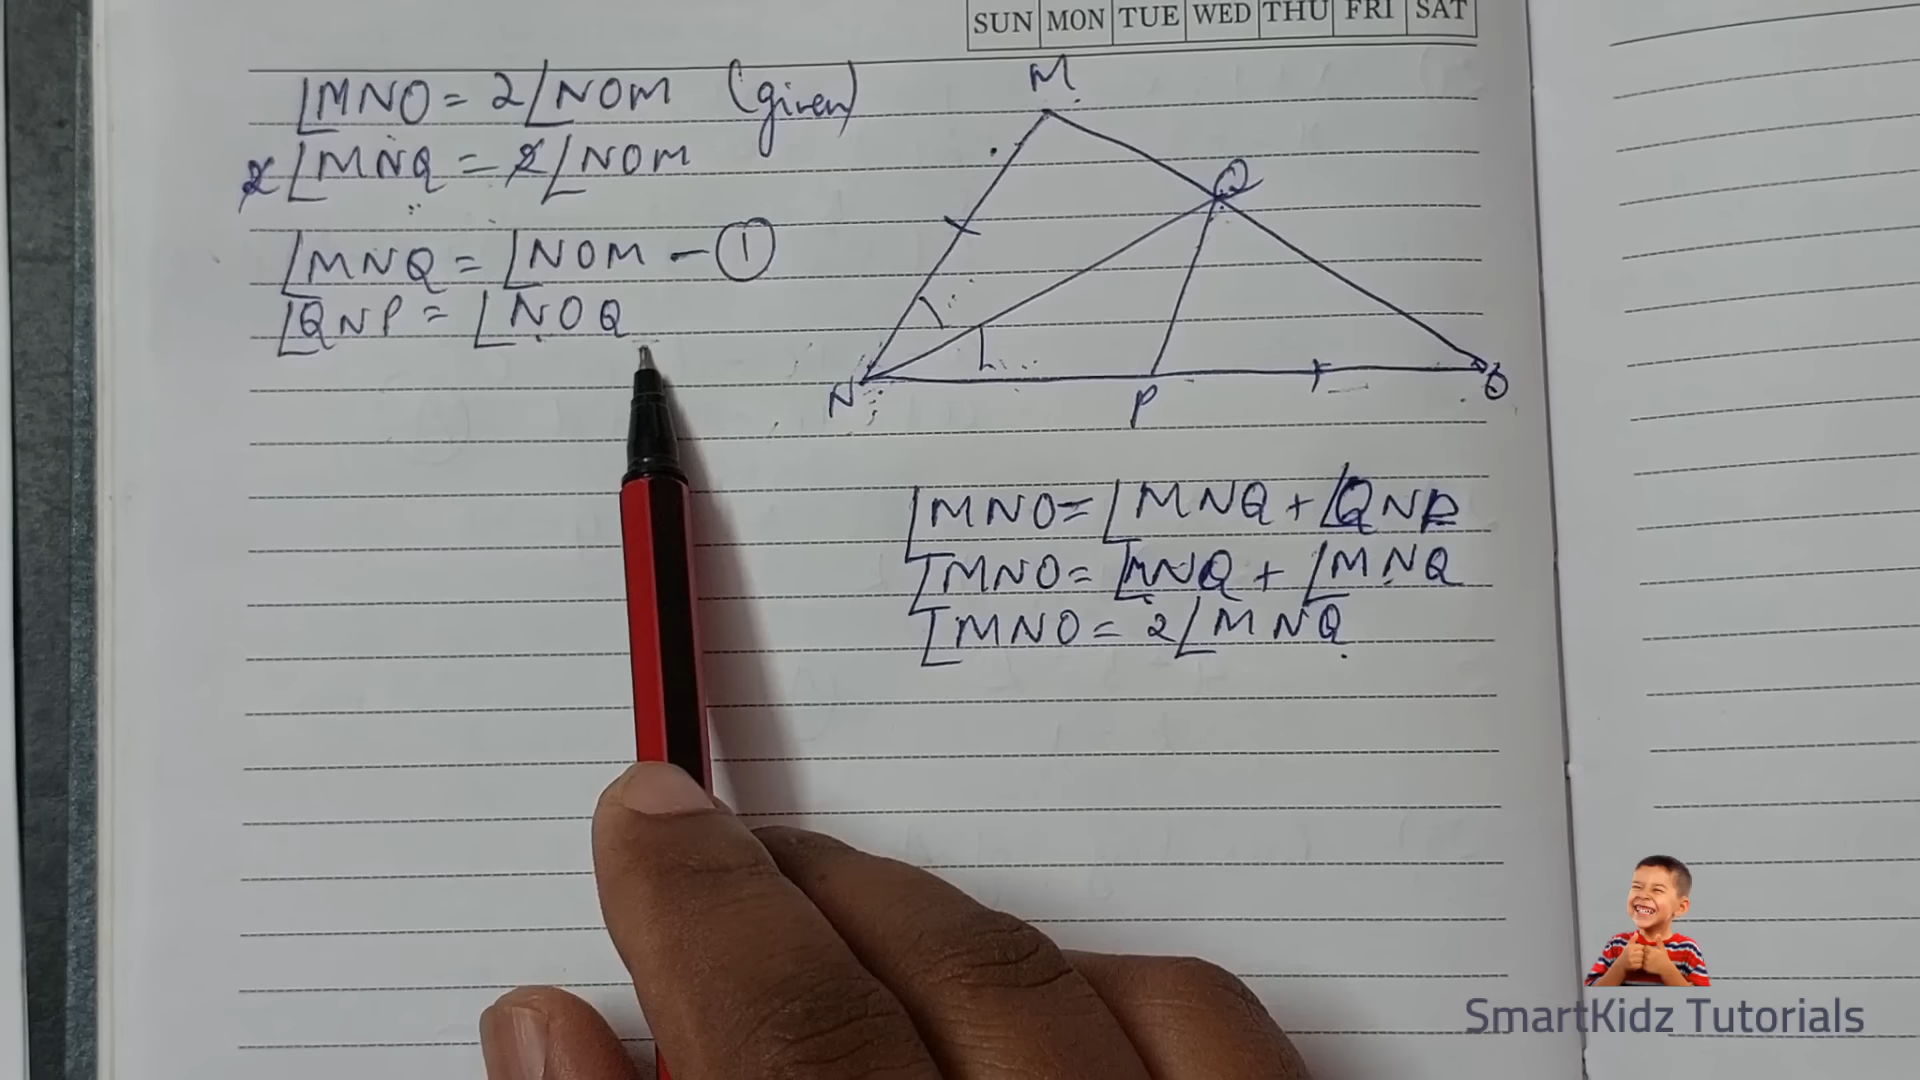 SUN MON TUE WED THU FRI SAT
∠MNO = 2∠NOM (given)
2∠MNQ = 2∠NOM
∠MNQ = ∠NOM - ①
∠QNP = ∠NOQ
M
Q
N
P
O
∠MNO = ∠MNQ + ∠QNP
∠MNO = ∠MNQ + ∠MNQ
∠MNO = 2∠MNQ
SmartKidz Tutorials